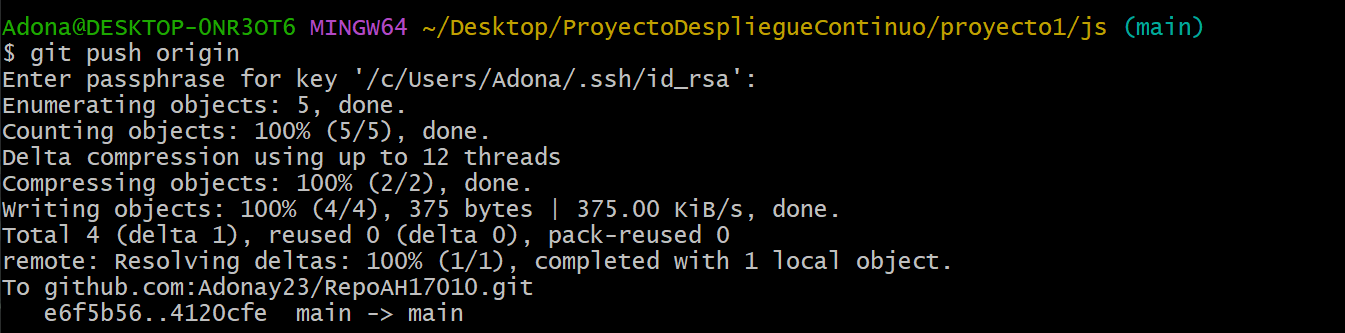 Adona@DESKTOP-0NR3OT6 MINGW64 ~/Desktop/ProyectoDespliegueContinuo/proyecto1/js (main)
$ git push origin
Enter passphrase for key '/c/Users/Adona/.ssh/id_rsa':
Enumerating objects: 5, done.
Counting objects: 100% (5/5), done.
Delta compression using up to 12 threads
Compressing objects: 100% (2/2), done.
Writing objects: 100% (4/4), 375 bytes | 375.00 KiB/s, done.
Total 4 (delta 1), reused 0 (delta 0), pack-reused 0
remote: Resolving deltas: 100% (1/1), completed with 1 local object.
To github.com:Adonay23/RepoAH17010.git
   e6f5b56..4120cfe  main -> main